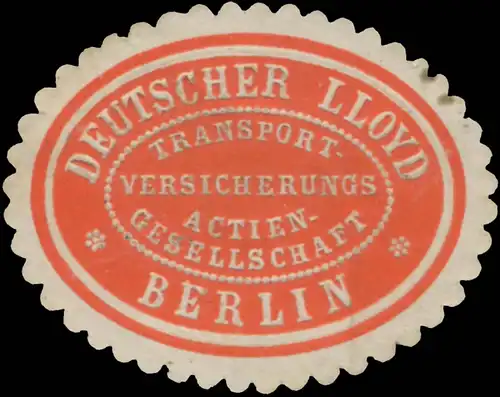 DEUTSCHER LLOYD
TRANSPORT-
VERSICHERUNGS
ACTIEN-
GESELLSCHAFT
BERLIN